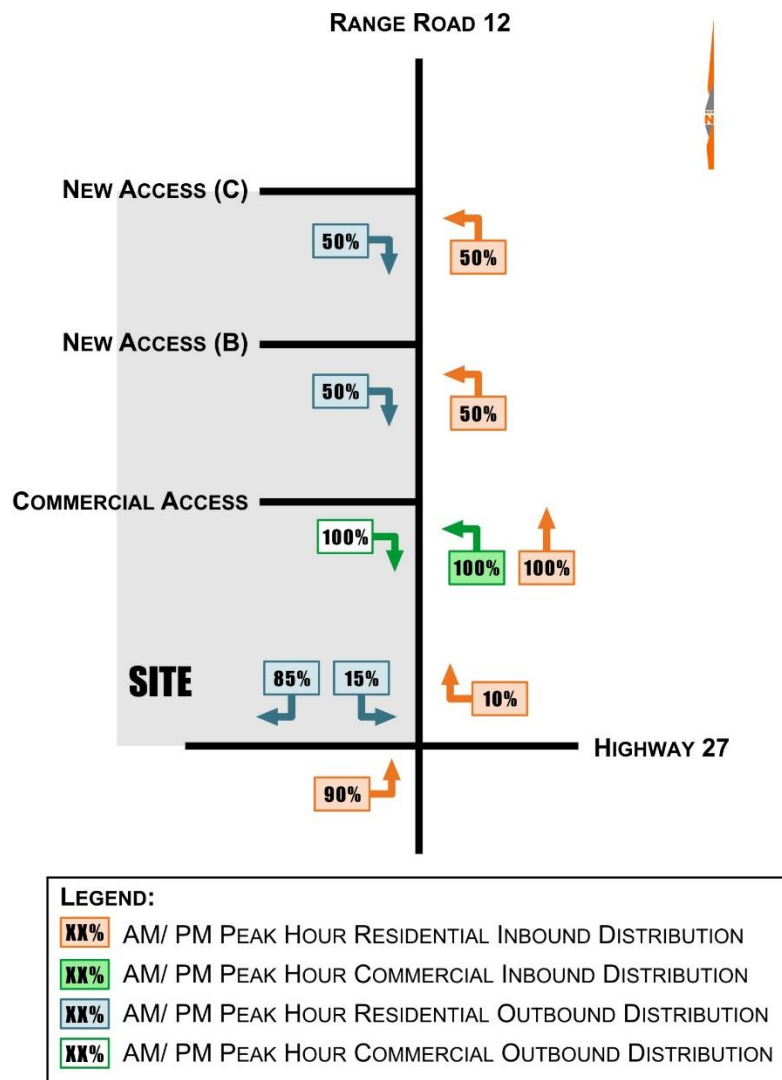 RANGE ROAD 12
N
NEW ACCESS (C)
50%
50%
NEW ACCESS (B)
50%
50%
COMMERCIAL ACCESS
100%
100%
100%
SITE
85%
15%
10%
HIGHWAY 27
90%
LEGEND:
XX% AM/ PM PEAK HOUR RESIDENTIAL INBOUND DISTRIBUTION
XX% AM/ PM PEAK HOUR COMMERCIAL INBOUND DISTRIBUTION
XX% AM/ PM PEAK HOUR RESIDENTIAL OUTBOUND DISTRIBUTION
XX% AM/ PM PEAK HOUR COMMERCIAL OUTBOUND DISTRIBUTION